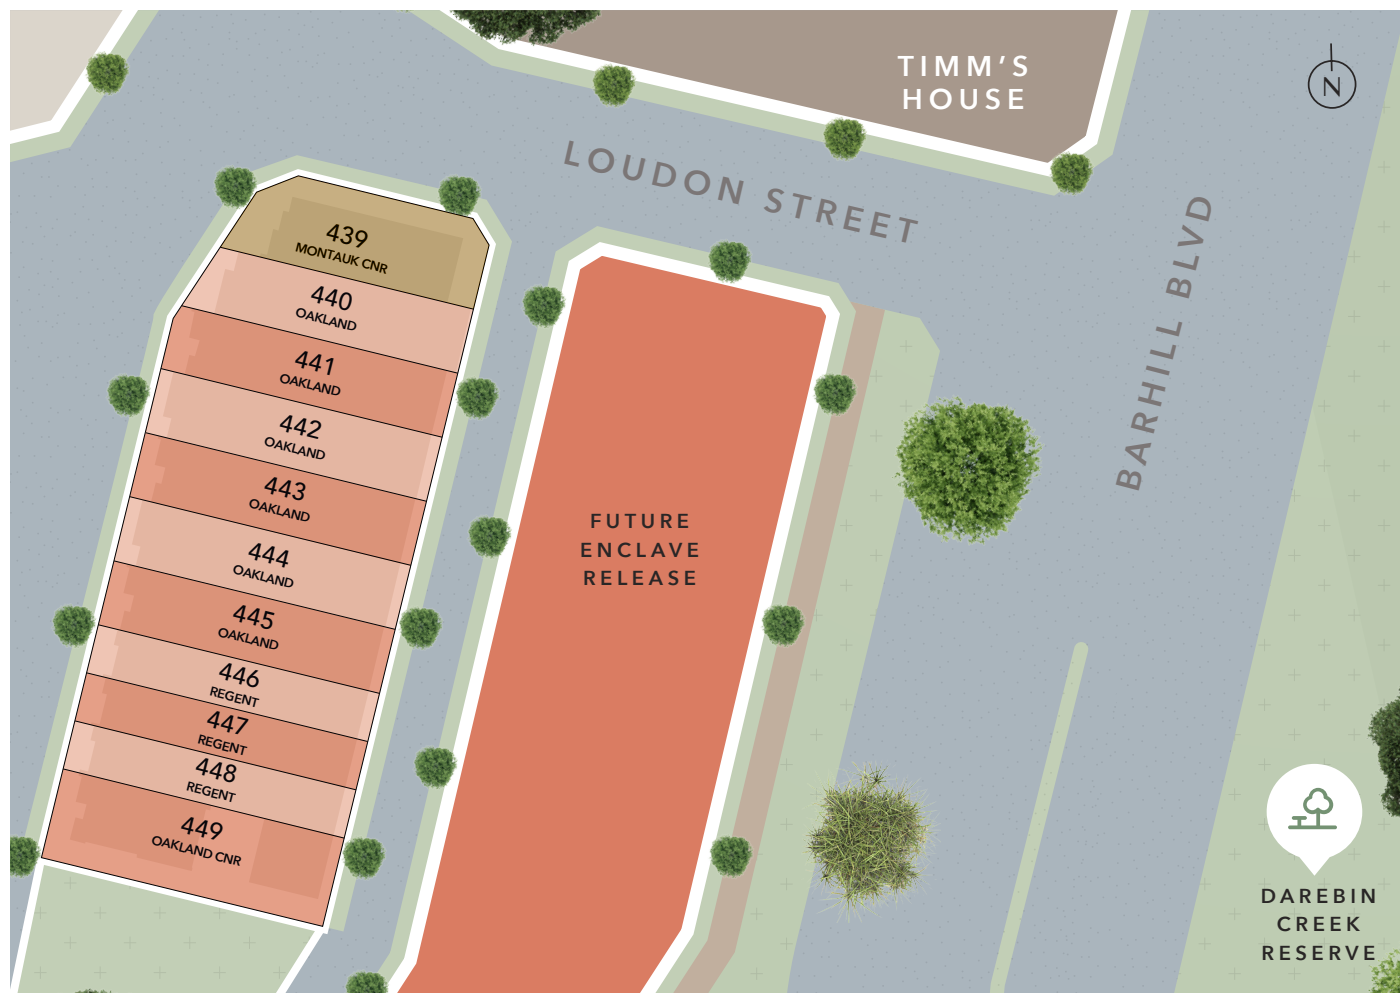 TIMM’S
HOUSE
N
LOUDON STREET
BARHILL BLVD
439
MONTAUK CNR
440
OAKLAND
441
OAKLAND
442
OAKLAND
443
OAKLAND
444
OAKLAND
445
OAKLAND
446
REGENT
447
REGENT
448
REGENT
449
OAKLAND CNR
FUTURE
ENCLAVE
RELEASE
DAREBIN
CREEK
RESERVE